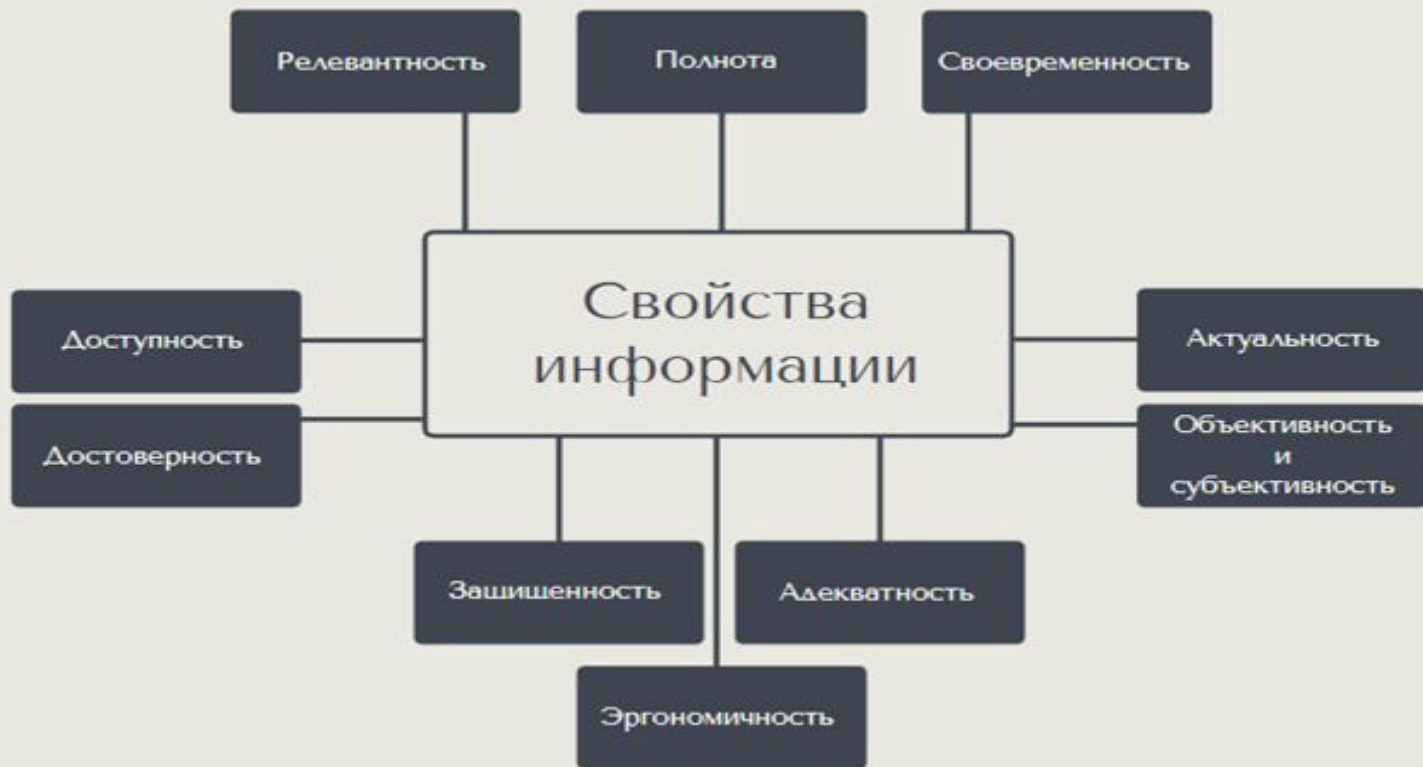 Релевантность
Полнота
Своевременность
Свойства
информации
Доступность
Актуальность
Достоверность
Объективность
и
субъективность
Защищенность
Адекватность
Эргономичность